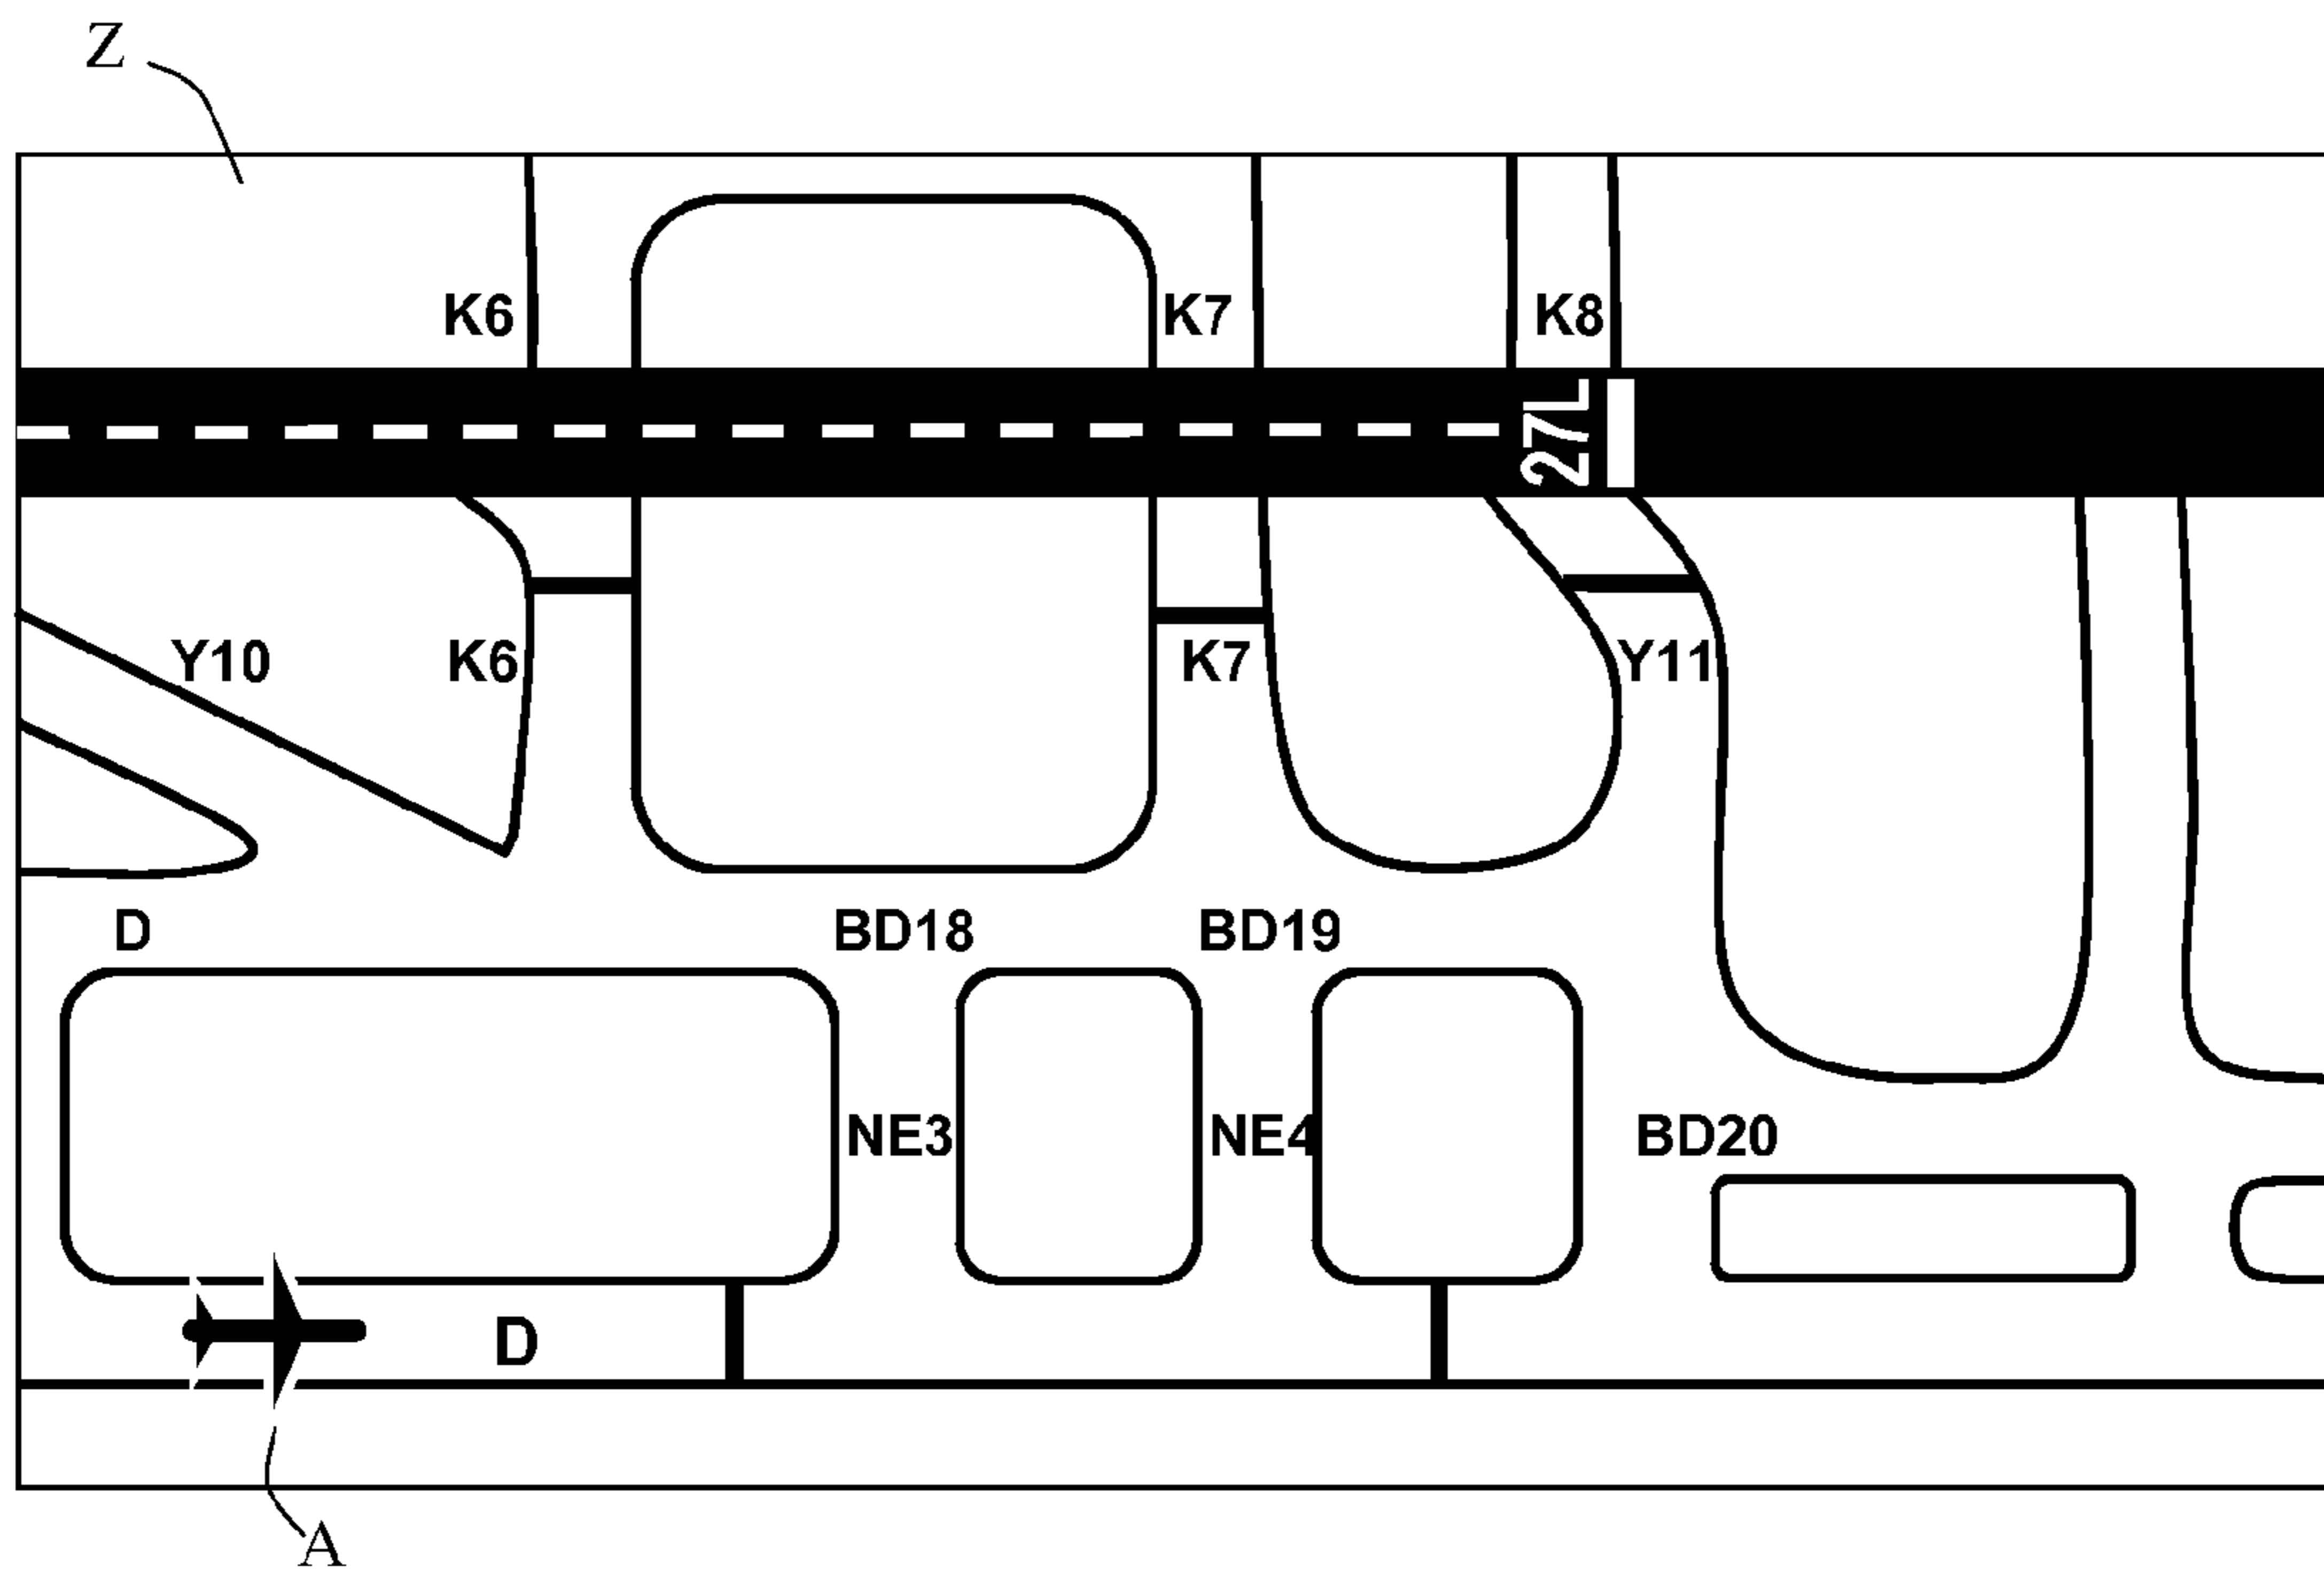 Z
K6 K7 K8
27L
Y10 K6 K7 Y11
D BD18 BD19
NE3 NE4 BD20
D
A